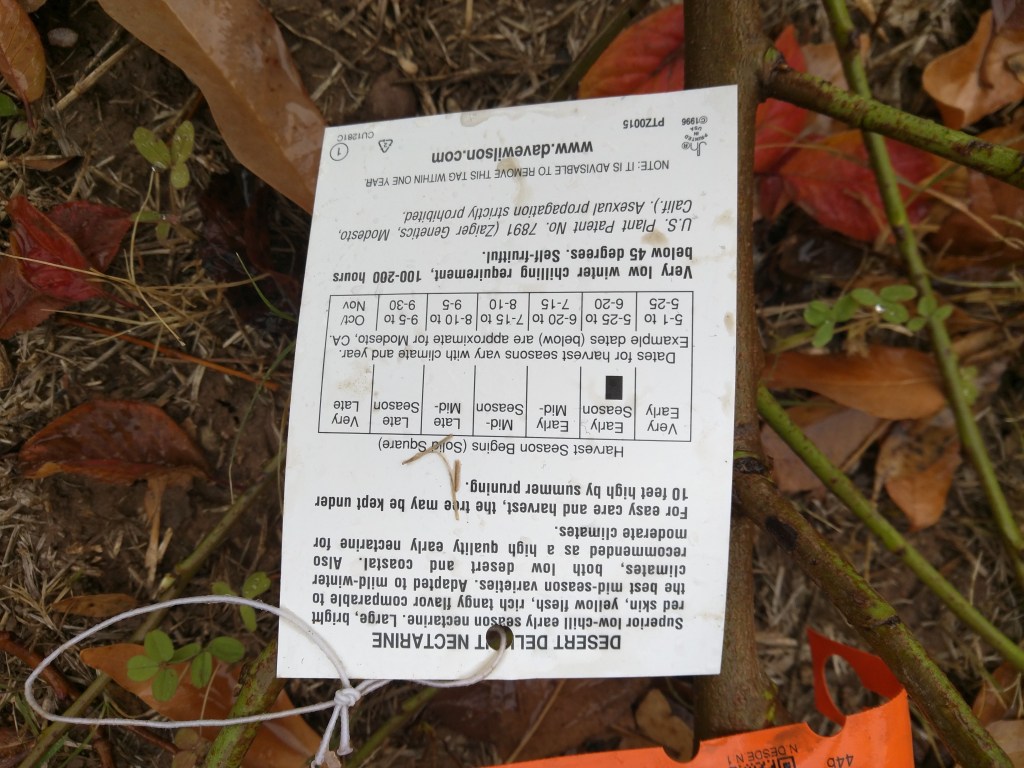 DESERT DELIGHT NECTARINE
Superior low-chill early season nectarine. Large, bright
red skin, yellow flesh, rich tangy flavor comparable to
the best mid-season varieties. Adapted to mild-winter
climates, both low desert and coastal. Also
recommended as a high quality early nectarine for
moderate climates.
For easy care and harvest, the tree may be kept under
10 feet high by summer pruning.
Harvest Season Begins (Solid Square)
Very Early | Early Season | Early Mid- | Mid- Season | Late Mid- | Late Season | Very Late
Dates for harvest seasons vary with climate and year.
Example dates (below) are approximate for Modesto, CA.
5-1 to 5-25 | 5-25 to 6-20 | 6-20 to 7-15 | 7-15 to 8-10 | 8-10 to 9-5 | 9-5 to 9-30 | Oct/ Nov
Very low winter chilling requirement, 100-200 hours
below 45 degrees. Self-fruitful.
U.S. Plant Patent No. 7891 (Zaiger Genetics, Modesto,
Calif.). Asexual propagation strictly prohibited.
NOTE: IT IS ADVISABLE TO REMOVE THIS TAG WITHIN ONE YEAR.
www.davewilson.com
PRINTED IN USA
©1996
PTZ0015
2
CU12B1C
1
N DESDE N 1
446